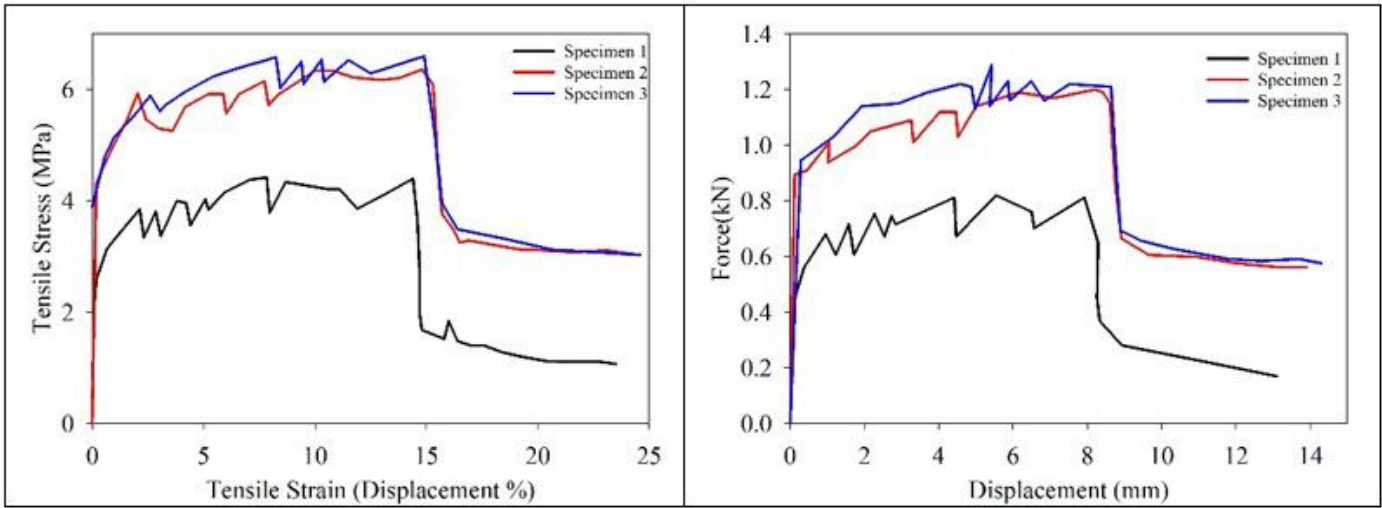 Specimen 1
Specimen 2
Specimen 3
Tensile Stress (MPa)
6
4
2
0
0 5 10 15 20 25
Tensile Strain (Displacement %)
Specimen 1
Specimen 2
Specimen 3
Force(kN)
1.4
1.2
1.0
0.8
0.6
0.4
0.2
0.0
0 2 4 6 8 10 12 14
Displacement (mm)